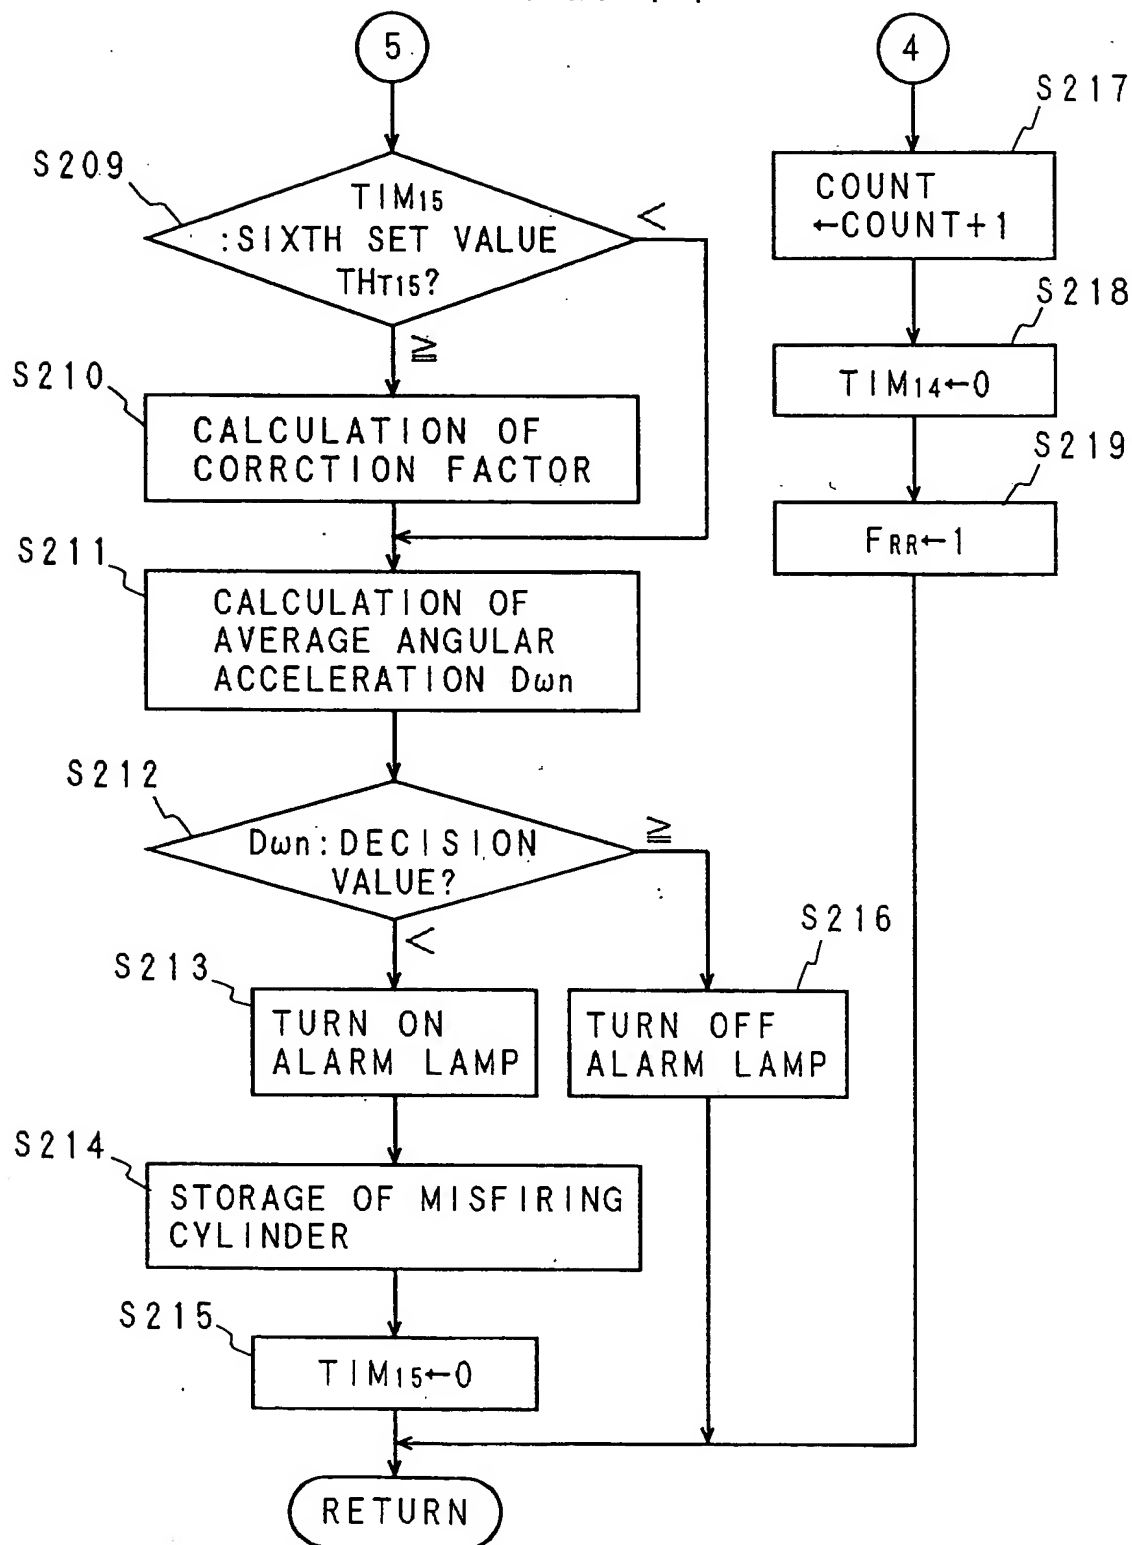 5
S209
TIM15
:SIXTH SET VALUE
THT15?
<
≧
S210
CALCULATION OF
CORRCTION FACTOR
S211
CALCULATION OF
AVERAGE ANGULAR
ACCELERATION Dωn
S212
Dωn:DECISION
VALUE?
≧
<
S213
TURN ON
ALARM LAMP
S216
TURN OFF
ALARM LAMP
S214
STORAGE OF MISFIRING
CYLINDER
S215
TIM15←0
RETURN
4
S217
COUNT
←COUNT+1
S218
TIM14←0
S219
FRR←1